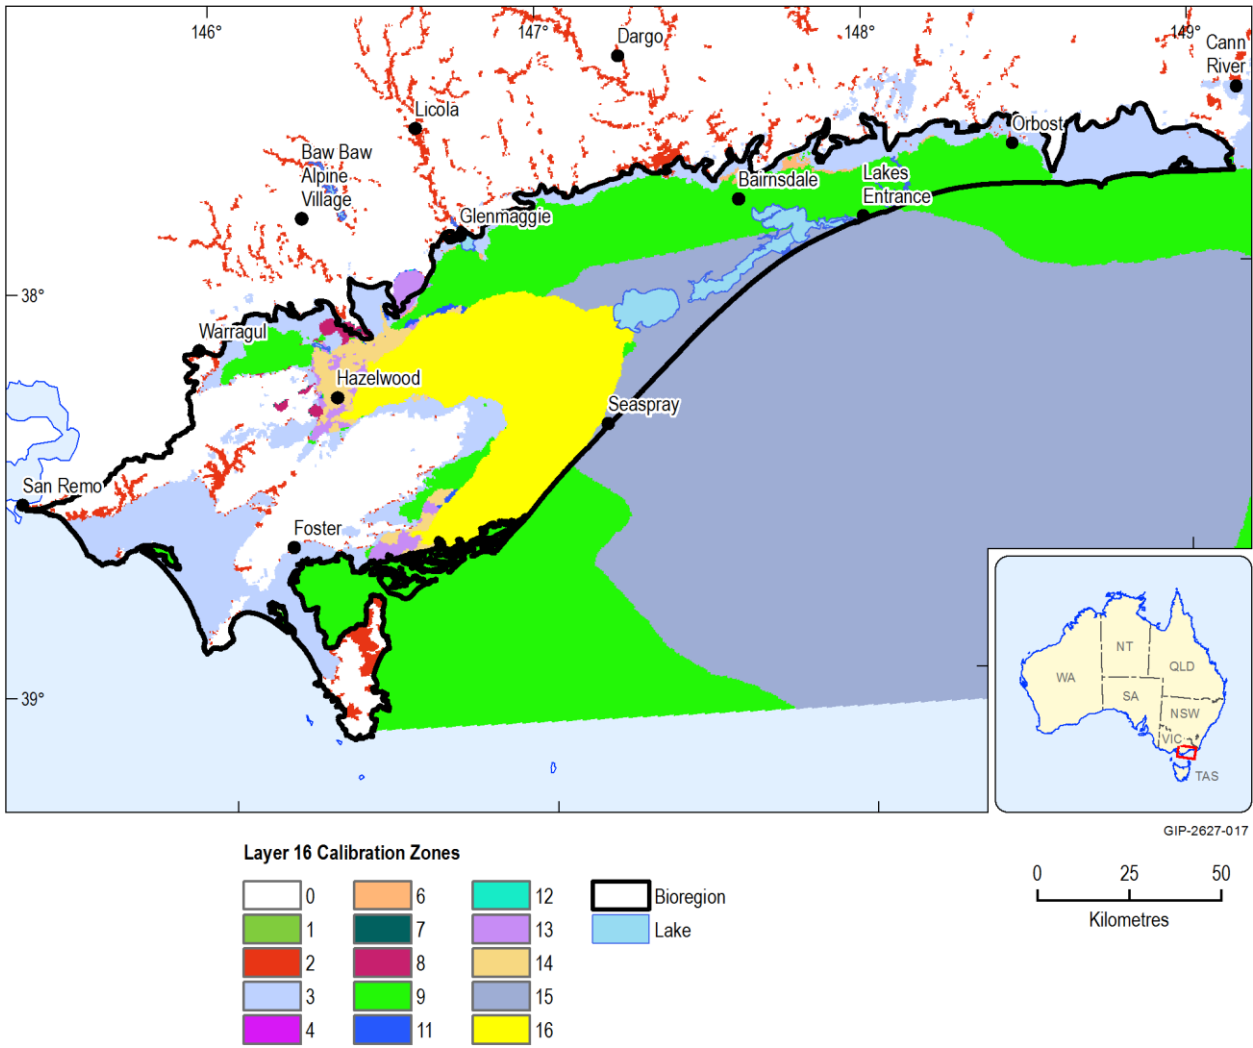 146°
147°
148°
149°
Dargo
Cann
River
Licola
Orbost
Baw Baw
Alpine
Village
Bairnsdale
Lakes
Entrance
Glenmaggie
38°
Warragul
Hazelwood
Seaspray
San Remo
Foster
39°
NT
QLD
WA
SA
NSW
VIC
TAS
GIP-2627-017
Layer 16 Calibration Zones
0
6
12
Bioregion
1
7
13
Lake
2
8
14
3
9
15
4
11
16
0 25 50
Kilometres